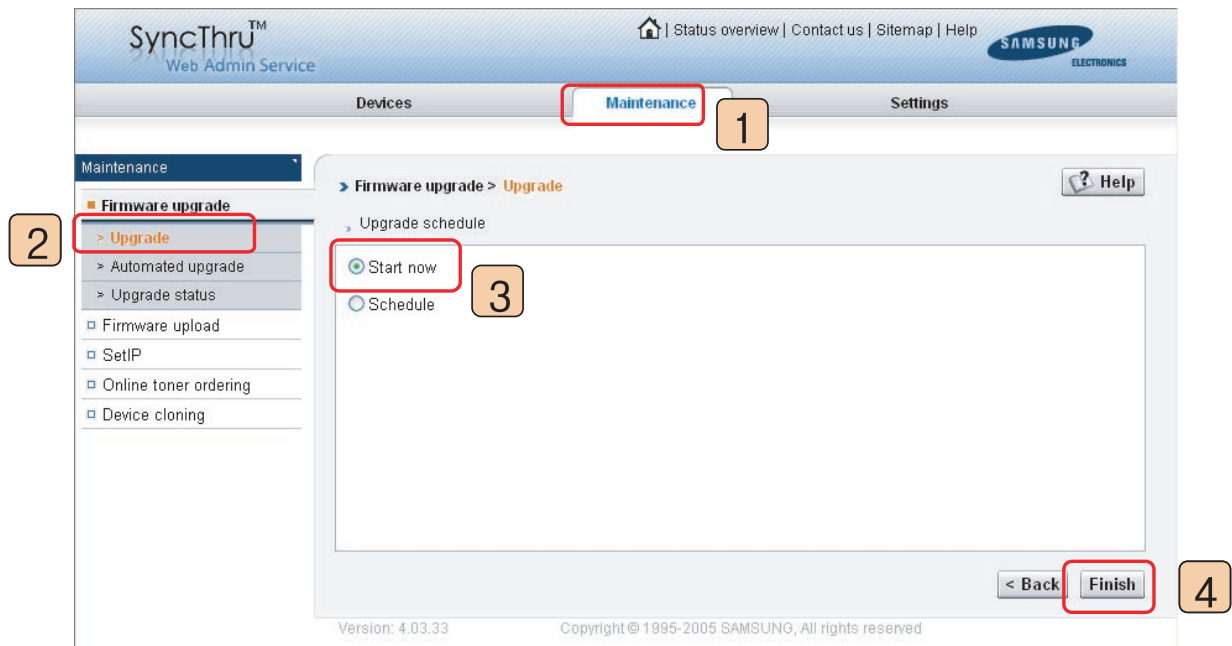 SyncThru™
Web Admin Service
| Status overview | Contact us | Sitemap | Help
SAMSUNG
ELECTRONICS
Devices
Maintenance
Settings
1
Maintenance
Firmware upgrade
2
> Upgrade
> Automated upgrade
> Upgrade status
Firmware upload
SetIP
Online toner ordering
Device cloning
> Firmware upgrade > Upgrade
Help
Upgrade schedule
Start now
3
Schedule
< Back
Finish
4
Version: 4.03.33
Copyright © 1995-2005 SAMSUNG, All rights reserved